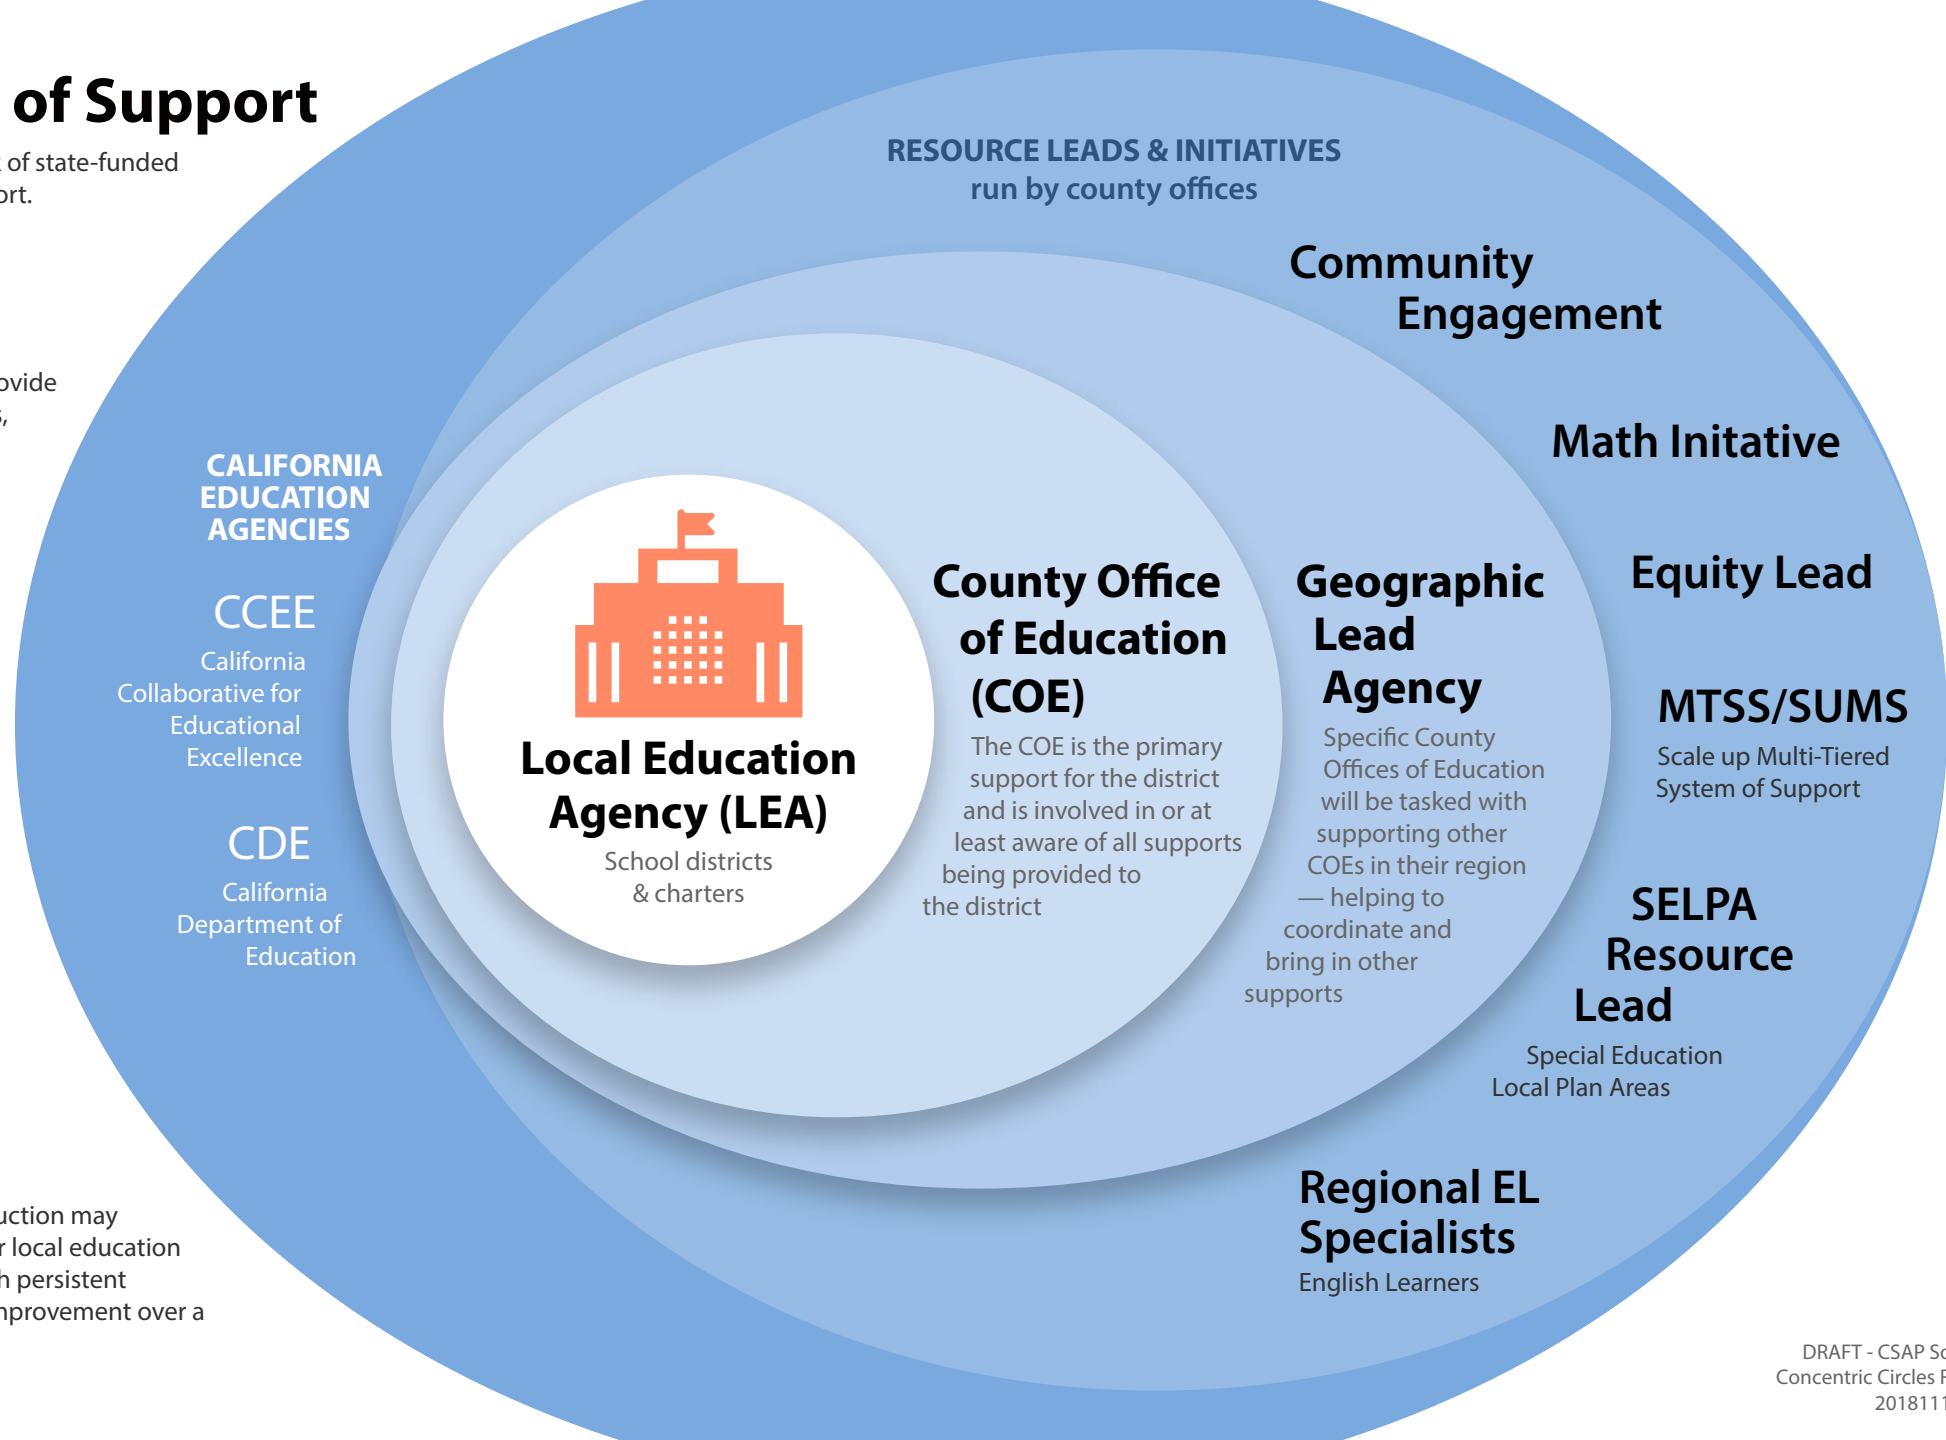 of Support
of state-funded
ort.
ovide
s,
RESOURCE LEADS & INITIATIVES
run by county offices
Community
Engagement
Math Initative
Equity Lead
MTSS/SUMS
Scale up Multi-Tiered
System of Support
SELPA
Resource
Lead
Special Education
Local Plan Areas
Regional EL
Specialists
English Learners
CALIFORNIA
EDUCATION
AGENCIES
CCEE
California
Collaborative for
Educational
Excellence
CDE
California
Department of
Education
Local Education
Agency (LEA)
School districts
& charters
County Office
of Education
(COE)
The COE is the primary
support for the district
and is involved in or at
least aware of all supports
being provided to
the district
Geographic
Lead
Agency
Specific County
Offices of Education
will be tasked with
supporting other
COEs in their region
— helping to
coordinate and
bring in other
supports
uction may
r local education
h persistent
mprovement over a
DRAFT - CSAP Sc
Concentric Circles
2018111